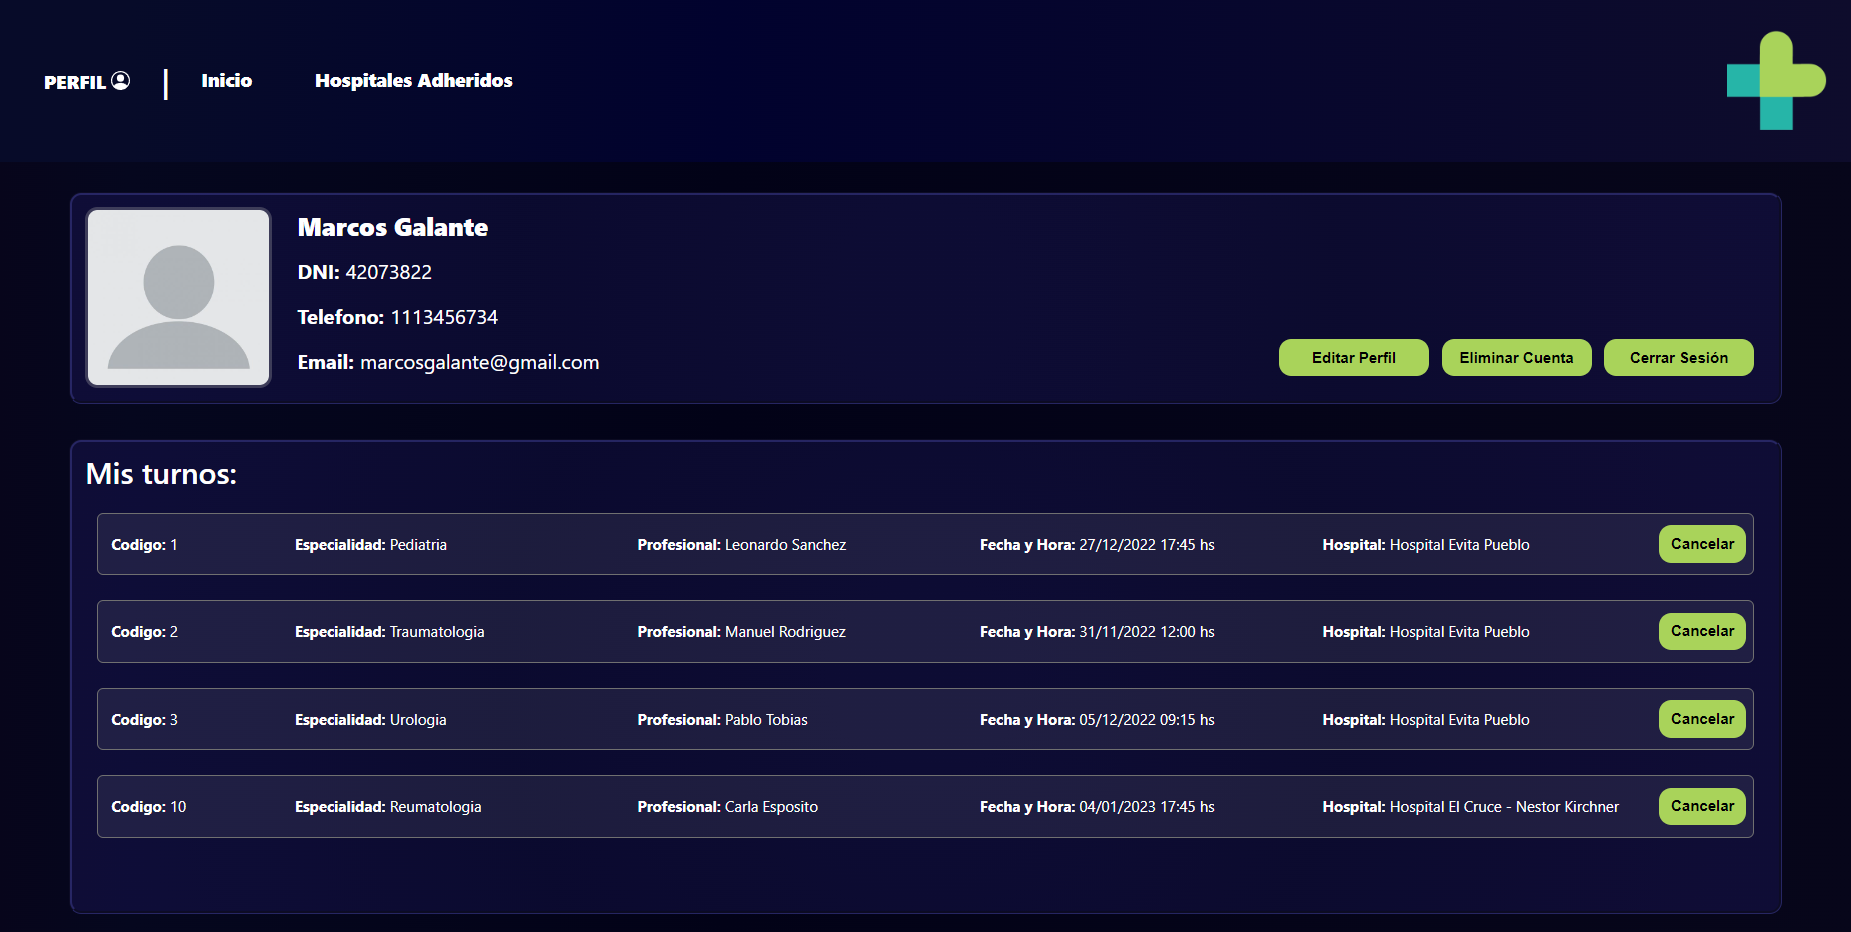 PERFIL | Inicio Hospitales Adheridos
Marcos Galante
DNI: 42073822
Telefono: 1113456734
Email: marcosgalante@gmail.com
Editar Perfil Eliminar Cuenta Cerrar Sesión
Mis turnos:
Codigo: 1 Especialidad: Pediatria Profesional: Leonardo Sanchez Fecha y Hora: 27/12/2022 17:45 hs Hospital: Hospital Evita Pueblo Cancelar
Codigo: 2 Especialidad: Traumatologia Profesional: Manuel Rodriguez Fecha y Hora: 31/11/2022 12:00 hs Hospital: Hospital Evita Pueblo Cancelar
Codigo: 3 Especialidad: Urologia Profesional: Pablo Tobias Fecha y Hora: 05/12/2022 09:15 hs Hospital: Hospital Evita Pueblo Cancelar
Codigo: 10 Especialidad: Reumatologia Profesional: Carla Esposito Fecha y Hora: 04/01/2023 17:45 hs Hospital: Hospital El Cruce - Nestor Kirchner Cancelar